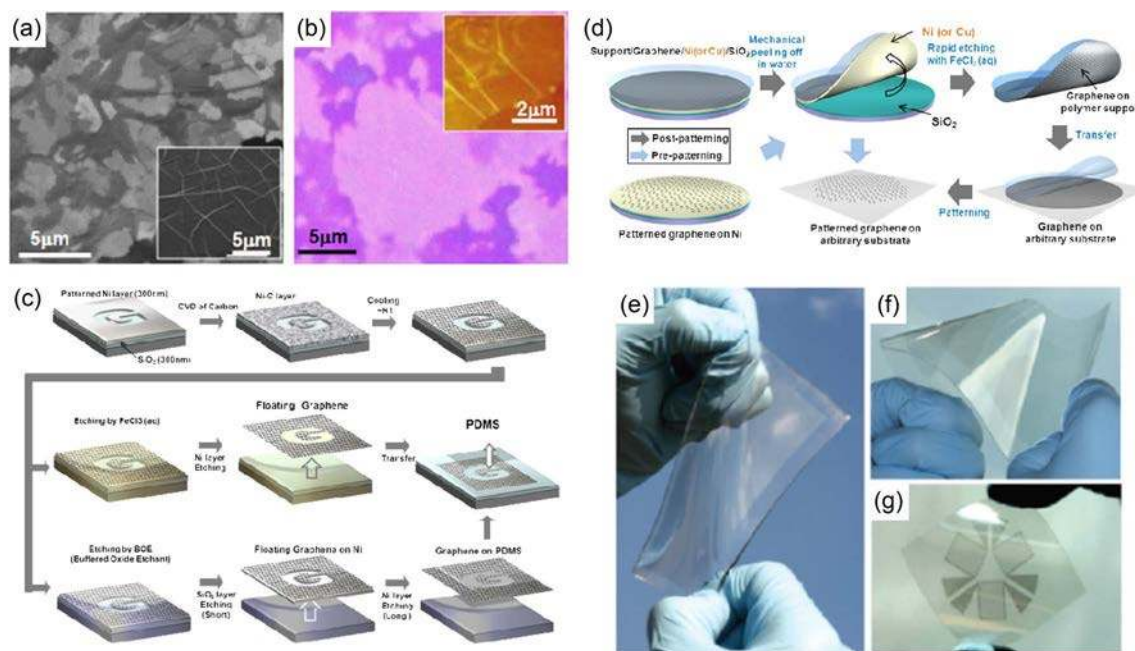 (a)
5μm
5μm
(b)
2μm
5μm
(c)
Patterned Ni layer (300nm)
CVD of Carbon
Ni-C layer
Cooling
~RT
SiO₂ (300nm)
Etching by FeCl3 (aq)
Ni layer
Etching
Floating Graphene
Transfer
PDMS
Etching by BOE
(Buffered Oxide Etchant)
SiO₂ layer
Etching
(Short)
Floating Graphene on Ni
Ni layer
Etching
(Long)
Graphene on PDMS
(d)
Support/Graphene/Ni(or Cu)/SiO₂
Mechanical
peeling off
in water
Ni (or Cu)
Rapid etching
with FeCl₃ (aq)
SiO₂
Graphene on
polymer suppo
Post-patterning
Pre-patterning
Transfer
Patterned graphene on Ni
Patterned graphene on
arbitrary substrate
Patterning
Graphene on
arbitrary substrate
(e)
(f)
(g)